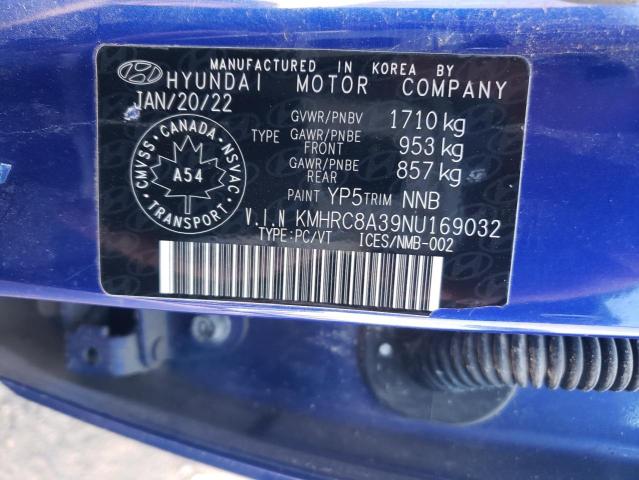 MANUFACTURED IN KOREA BY
HYUNDAI MOTOR COMPANY
JAN/20/22
GVWR/PNBV 1710 kg
TYPE GAWR/PNBE FRONT 953 kg
GAWR/PNBE REAR 857 kg
PAINT YP5 TRIM NNB
V.I.N KMHRC8A39NU169032
TYPE:PC/VT ICES/NMB-002
CANADA
CMVSS NSVAC
A54
TRANSPORT